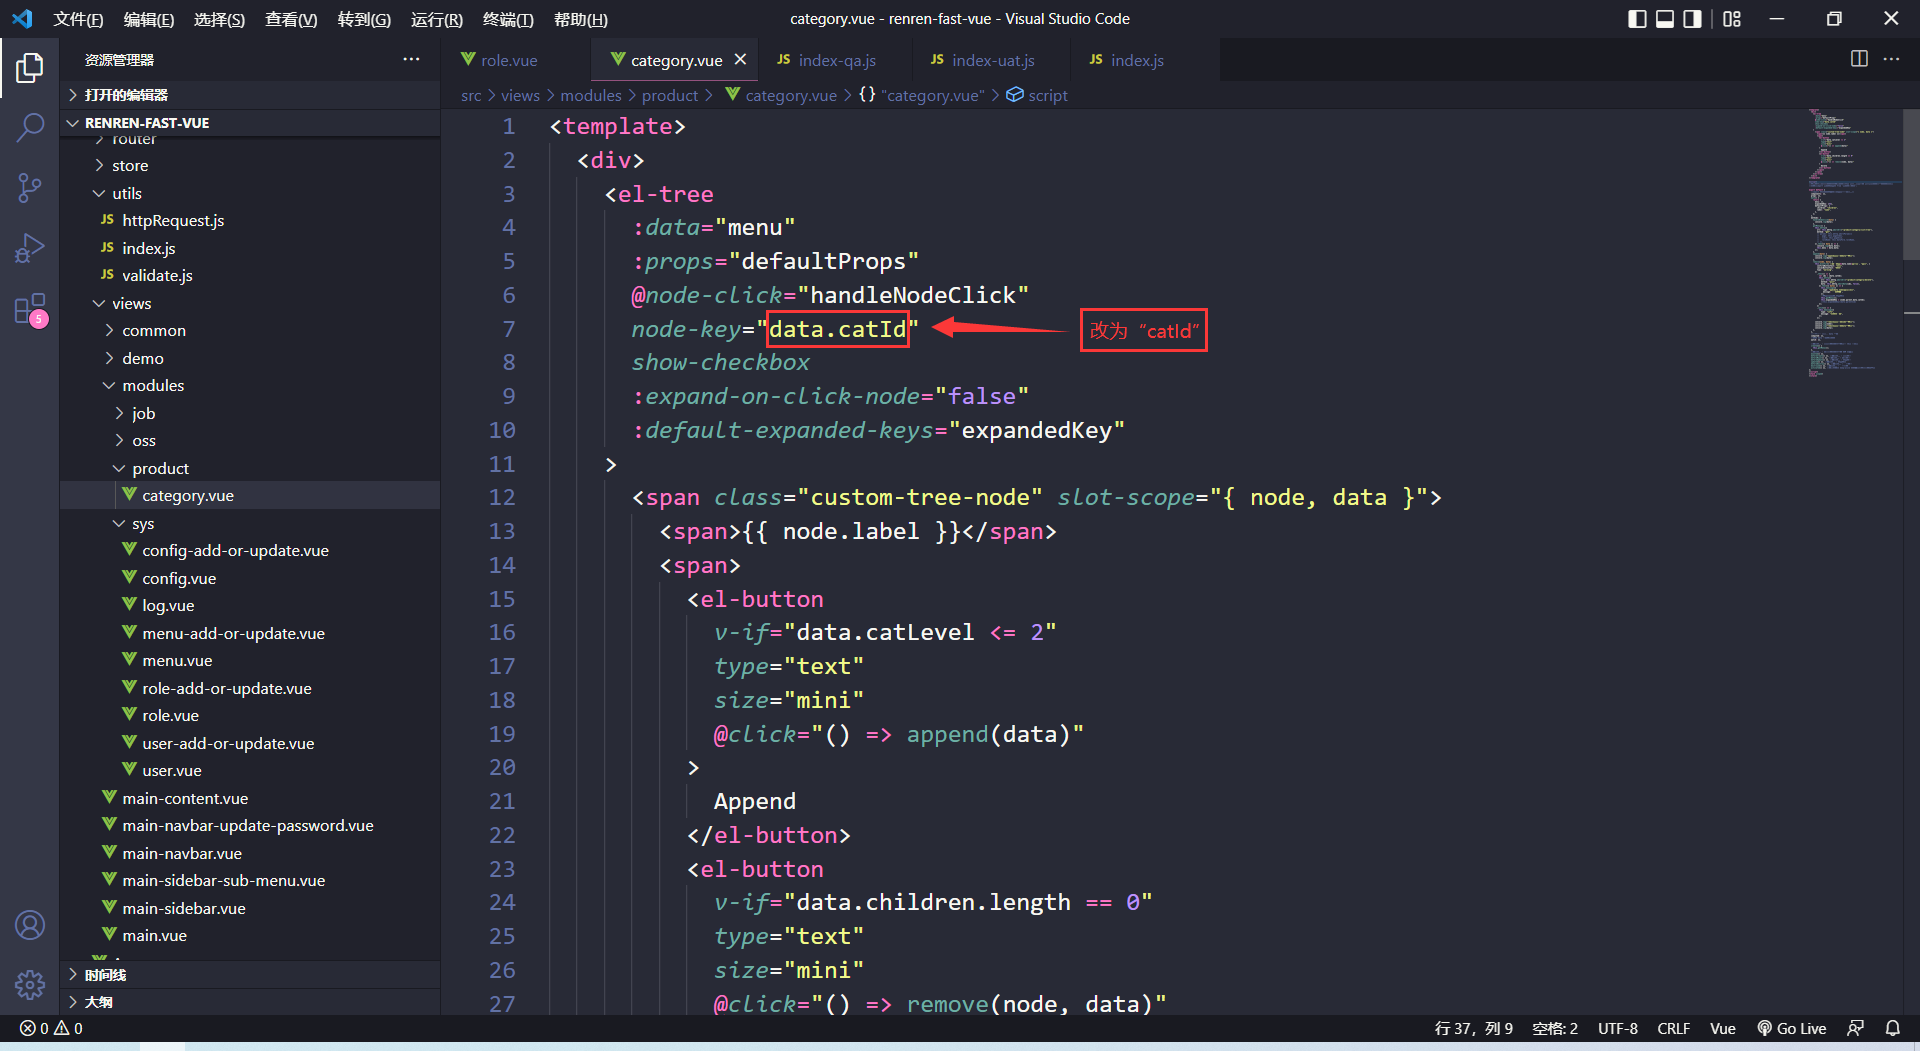 文件(F) 编辑(E) 选择(S) 查看(V) 转到(G) 运行(R) 终端(T) 帮助(H)
category.vue - renren-fast-vue - Visual Studio Code
资源管理器
打开的编辑器
RENREN-FAST-VUE
router
store
utils
JS httpRequest.js
JS index.js
JS validate.js
views
common
demo
modules
job
oss
product
category.vue
sys
config-add-or-update.vue
config.vue
log.vue
menu-add-or-update.vue
menu.vue
role-add-or-update.vue
role.vue
user-add-or-update.vue
user.vue
main-content.vue
main-navbar-update-password.vue
main-navbar.vue
main-sidebar-sub-menu.vue
main-sidebar.vue
main.vue
时间线
大纲
5
role.vue category.vue JS index-qa.js JS index-uat.js JS index.js
src > views > modules > product > category.vue > {} "category.vue" > script
1 <template>
2 <div>
3 <el-tree
4 :data="menu"
5 :props="defaultProps"
6 @node-click="handleNodeClick"
7 node-key="data.catId"
改为“catId”
8 show-checkbox
9 :expand-on-click-node="false"
10 :default-expanded-keys="expandedKey"
11 >
12 <span class="custom-tree-node" slot-scope="{ node, data }">
13 <span>{{ node.label }}</span>
14 <span>
15 <el-button
16 v-if="data.catLevel <= 2"
17 type="text"
18 size="mini"
19 @click="() => append(data)"
20 >
21 Append
22 </el-button>
23 <el-button
24 v-if="data.children.length == 0"
25 type="text"
26 size="mini"
27 @click="() => remove(node, data)"
0 0
行 37，列 9 空格: 2 UTF-8 CRLF Vue Go Live